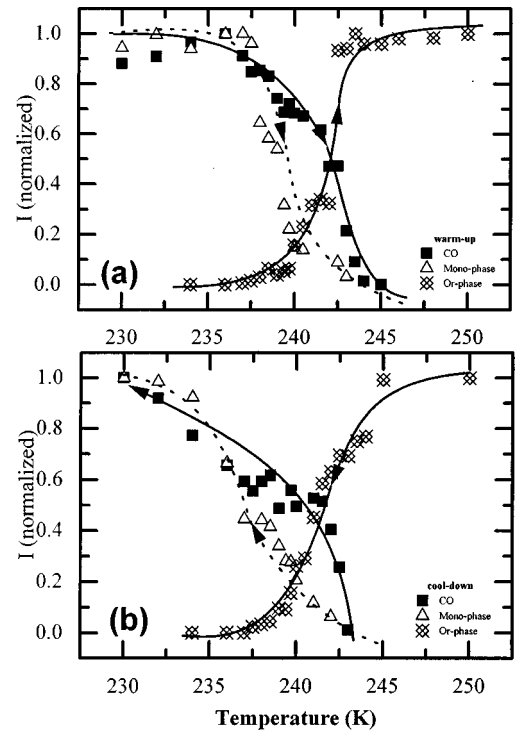 1.0
0.8
0.6
0.4
0.2
0.0
I (normalized)
(a)
warm-up
CO
Mono-phase
Or-phase
230 235 240 245 250
1.0
0.8
0.6
0.4
0.2
0.0
I (normalized)
(b)
cool-down
CO
Mono-phase
Or-phase
230 235 240 245 250
Temperature (K)